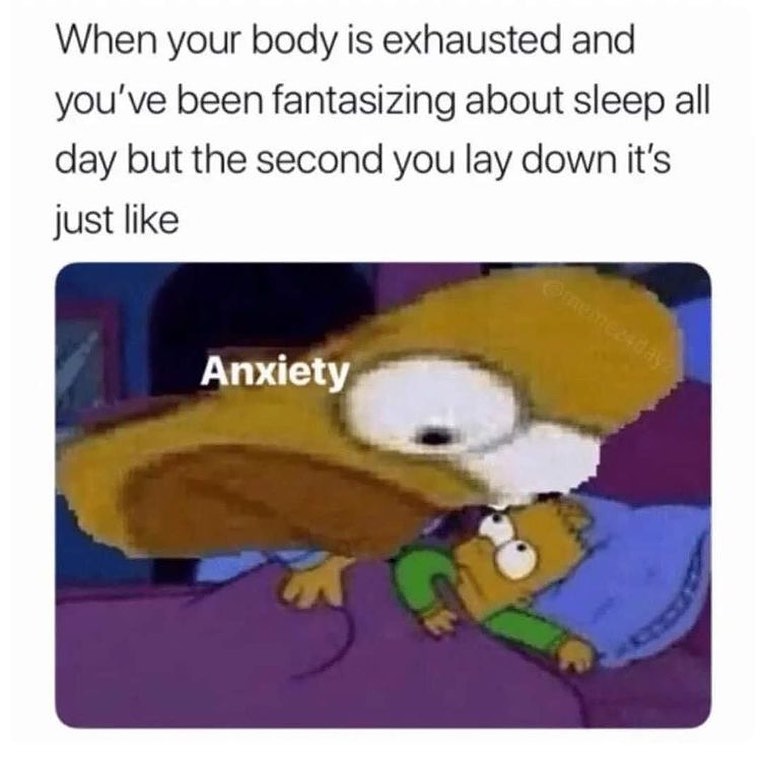 When your body is exhausted and
you've been fantasizing about sleep all
day but the second you lay down it's
just like
Anxiety